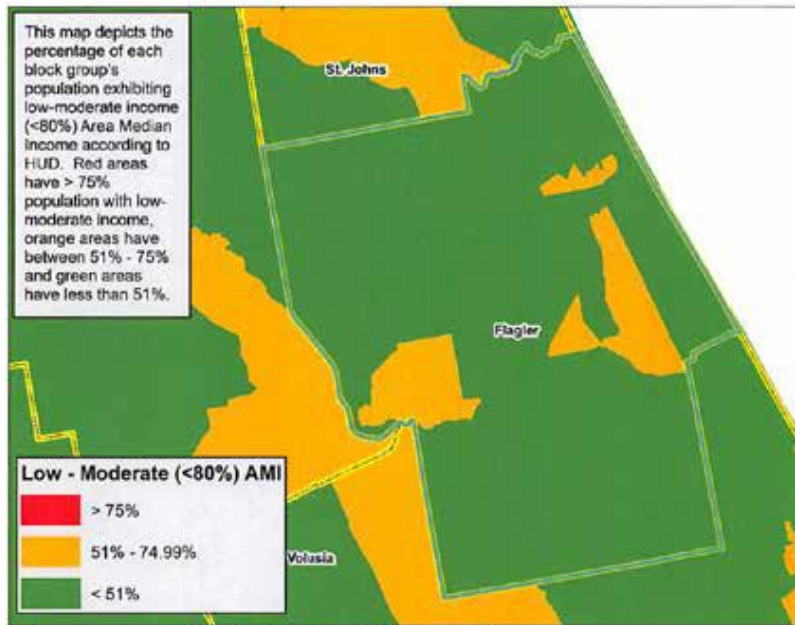 This map depicts the
percentage of each
block group's
population exhibiting
low-moderate income
(<80%) Area Median
Income according to
HUD. Red areas
have > 75%
population with low-
moderate income,
orange areas have
between 51% - 75%
and green areas
have less than 51%.
St. Johns
Flagler
Low - Moderate (<80%) AMI
> 75%
51% - 74.99%
< 51%
Volusia